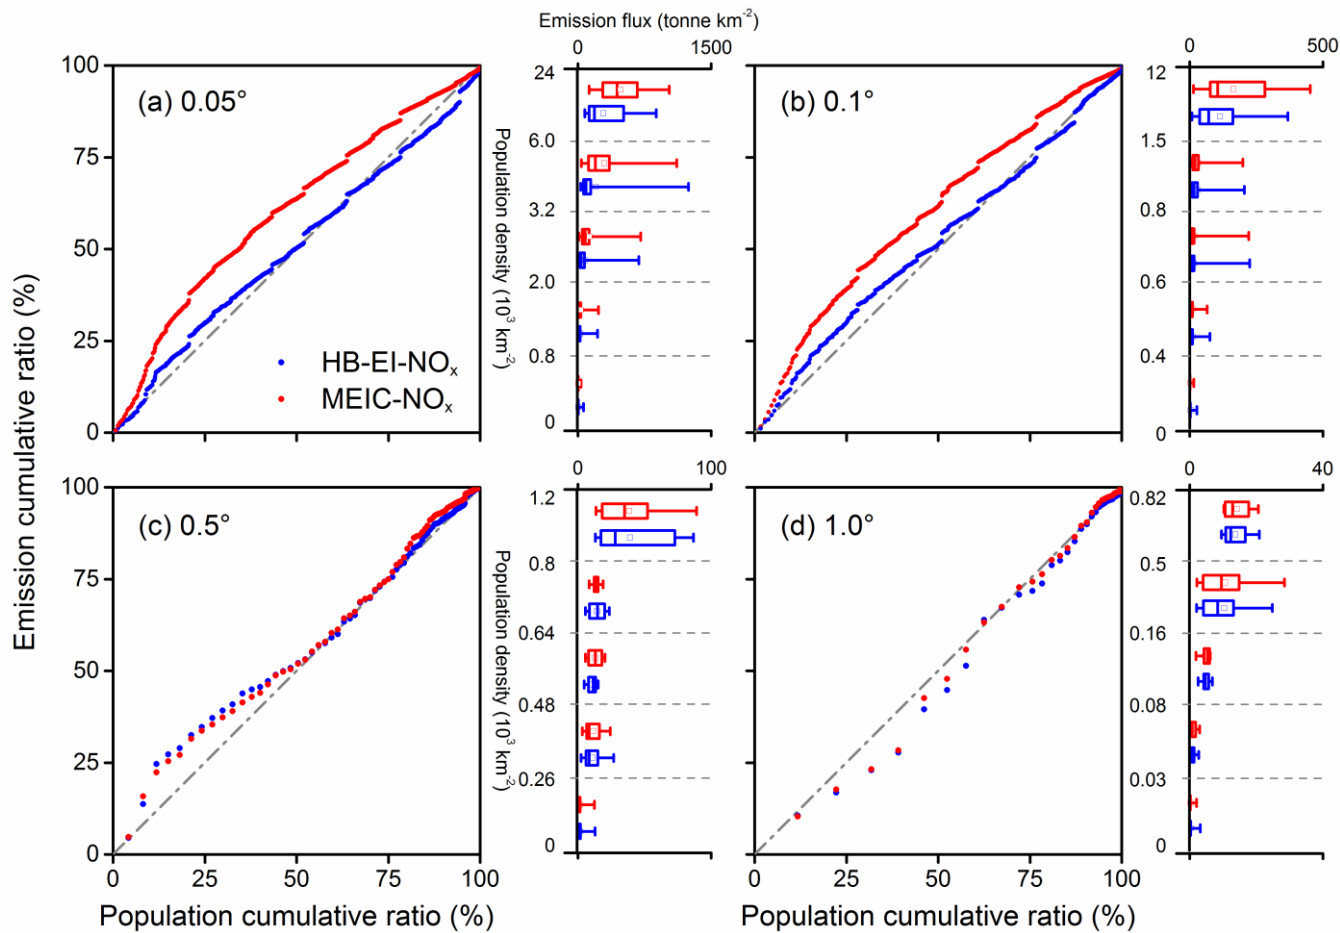 Emission flux (tonne km⁻²)
0 1500
0 500
100
75
50
25
0
(a) 0.05°
HB-EI-NOₓ
MEIC-NOₓ
24
6.0
3.2
2.0
0.8
0
Population density (10³ km⁻²)
(b) 0.1°
12
1.5
0.8
0.6
0.4
0
Emission cumulative ratio (%)
0 100
0 40
100
75
50
25
0
(c) 0.5°
1.2
0.8
0.64
0.48
0.26
0
Population density (10³ km⁻²)
(d) 1.0°
0.82
0.5
0.16
0.08
0.03
0
0 25 50 75 100
0 25 50 75 100
Population cumulative ratio (%)
Population cumulative ratio (%)